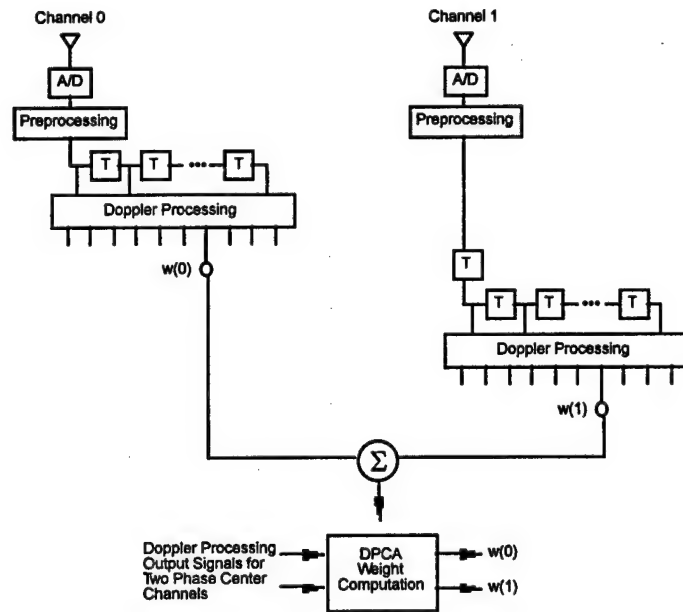 Channel 0
Channel 1
A/D
A/D
Preprocessing
Preprocessing
T
T
•••
T
Doppler Processing
w(0)
T
T
T
•••
T
Doppler Processing
w(1)
Σ
Doppler Processing
Output Signals for
Two Phase Center
Channels
DPCA
Weight
Computation
w(0)
w(1)